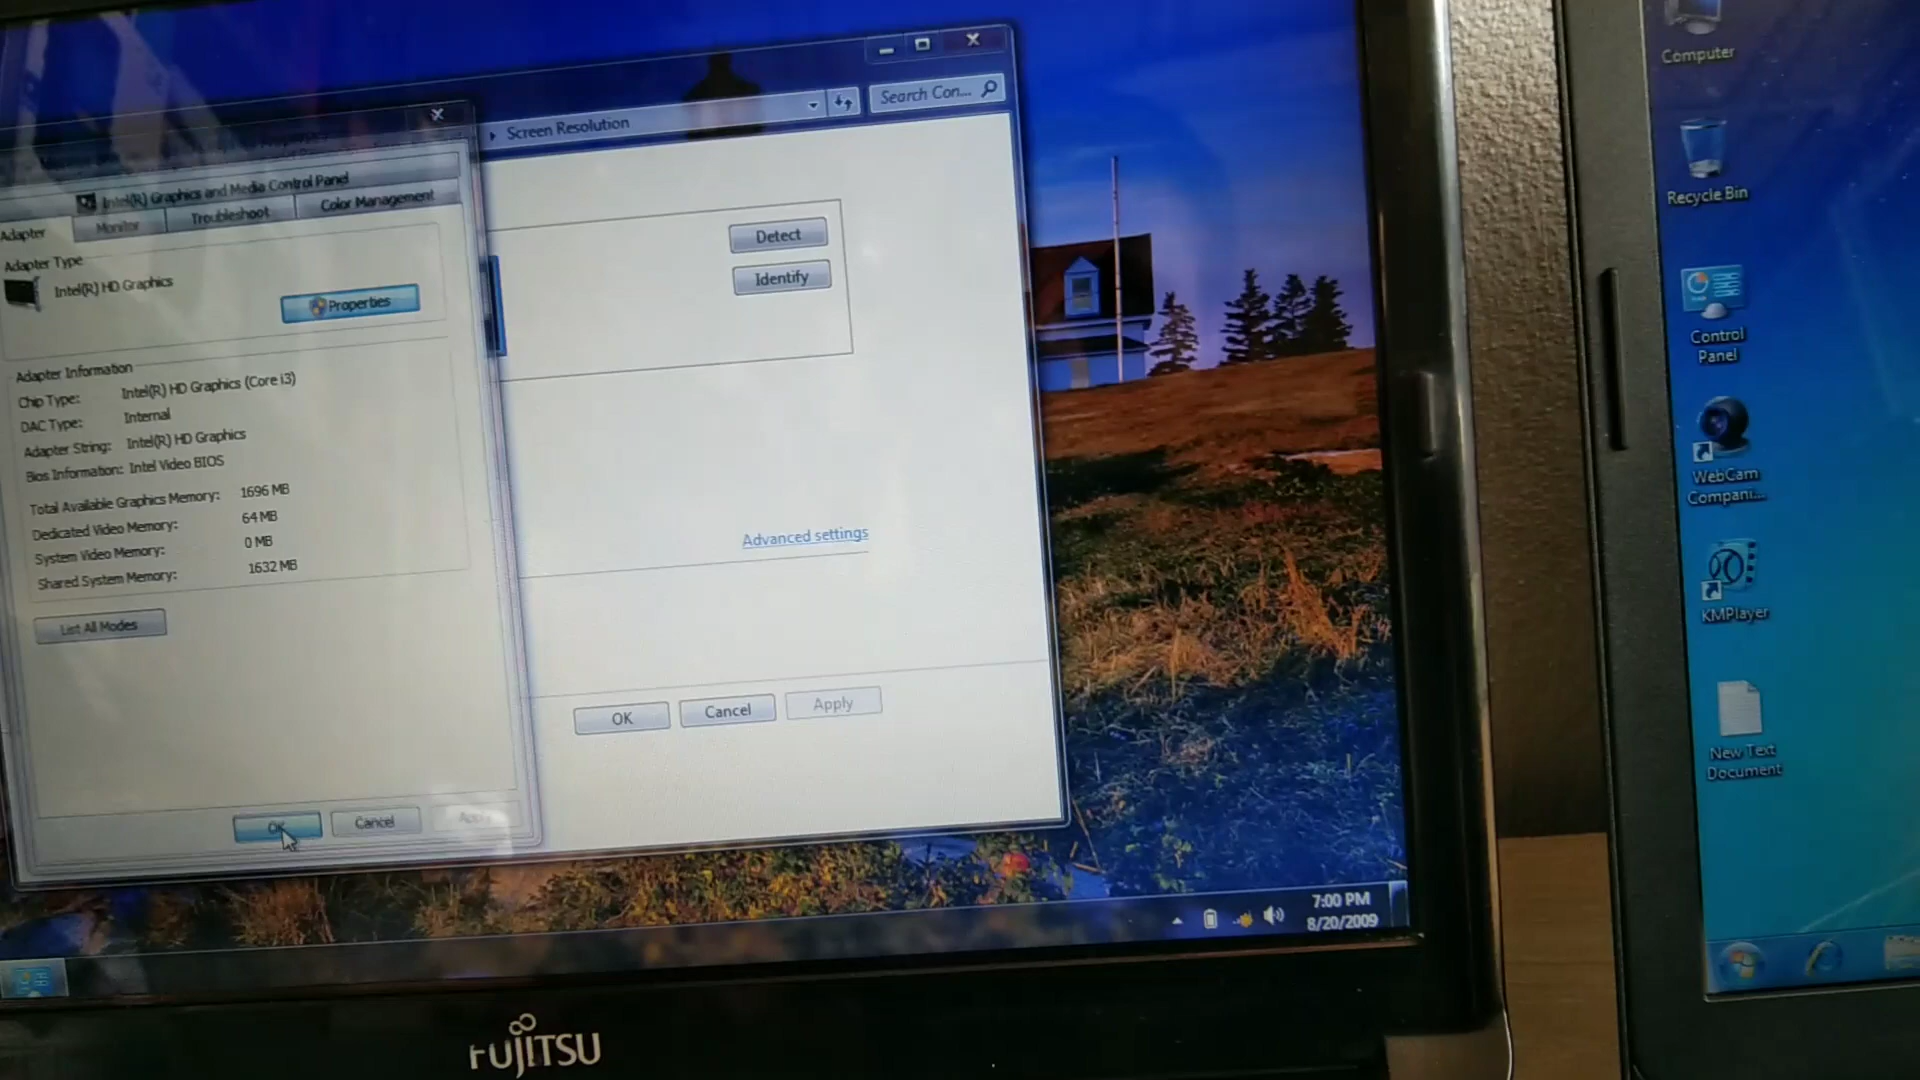 Screen Resolution
Search Con...
Intel(R) Graphics and Media Control Panel
Adapter
Monitor
Troubleshoot
Color Management
Adapter Type
Intel(R) HD Graphics
Properties
Adapter Information
Chip Type: Intel(R) HD Graphics (Core i3)
DAC Type: Internal
Adapter String: Intel(R) HD Graphics
Bios Information: Intel Video BIOS
Total Available Graphics Memory: 1696 MB
Dedicated Video Memory: 64 MB
System Video Memory: 0 MB
Shared System Memory: 1632 MB
List All Modes
OK
Cancel
Apply
Detect
Identify
Advanced settings
OK
Cancel
Apply
7:00 PM
8/20/2009
FUJITSU
Computer
Recycle Bin
Control
Panel
WebCam
Compani...
KMPlayer
New Text
Document